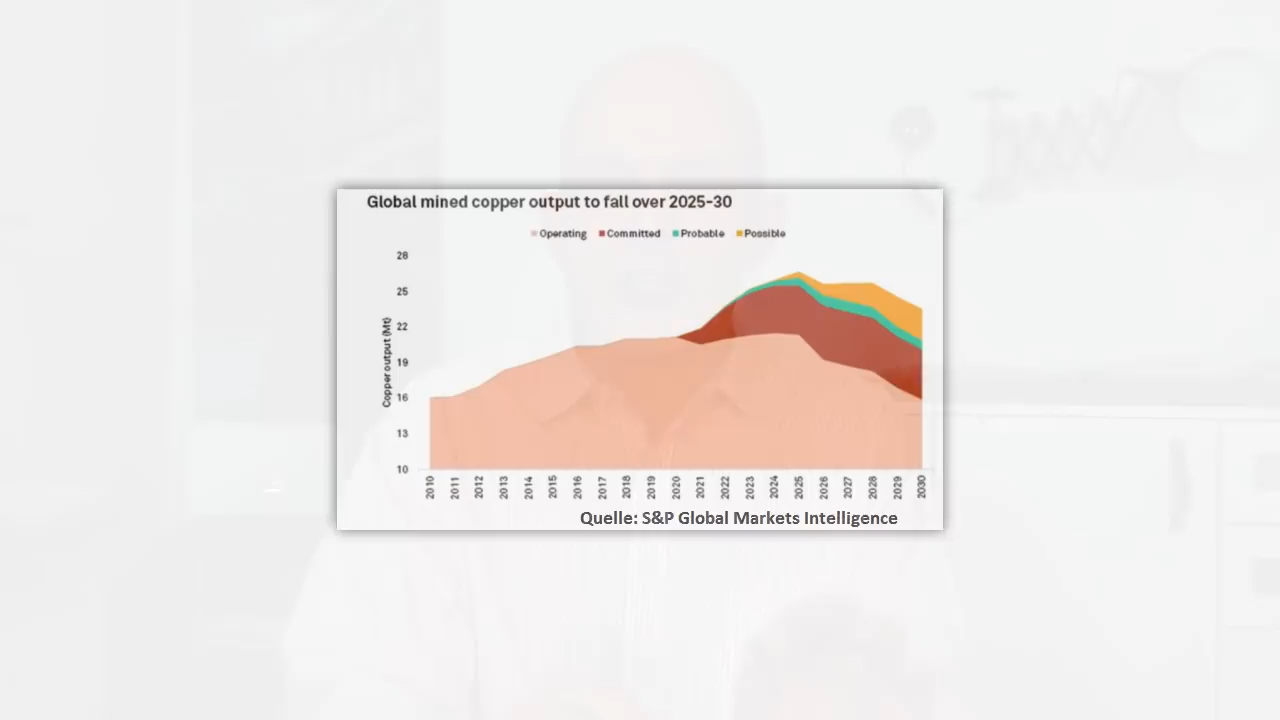 Global mined copper output to fall over 2025-30
Operating Committed Probable Possible
Copper output (Mt)
28
25
22
19
16
13
10
2010 2011 2012 2013 2014 2015 2016 2017 2018 2019 2020 2021 2022 2023 2024 2025 2026 2027 2028 2029 2030
Quelle: S&P Global Markets Intelligence